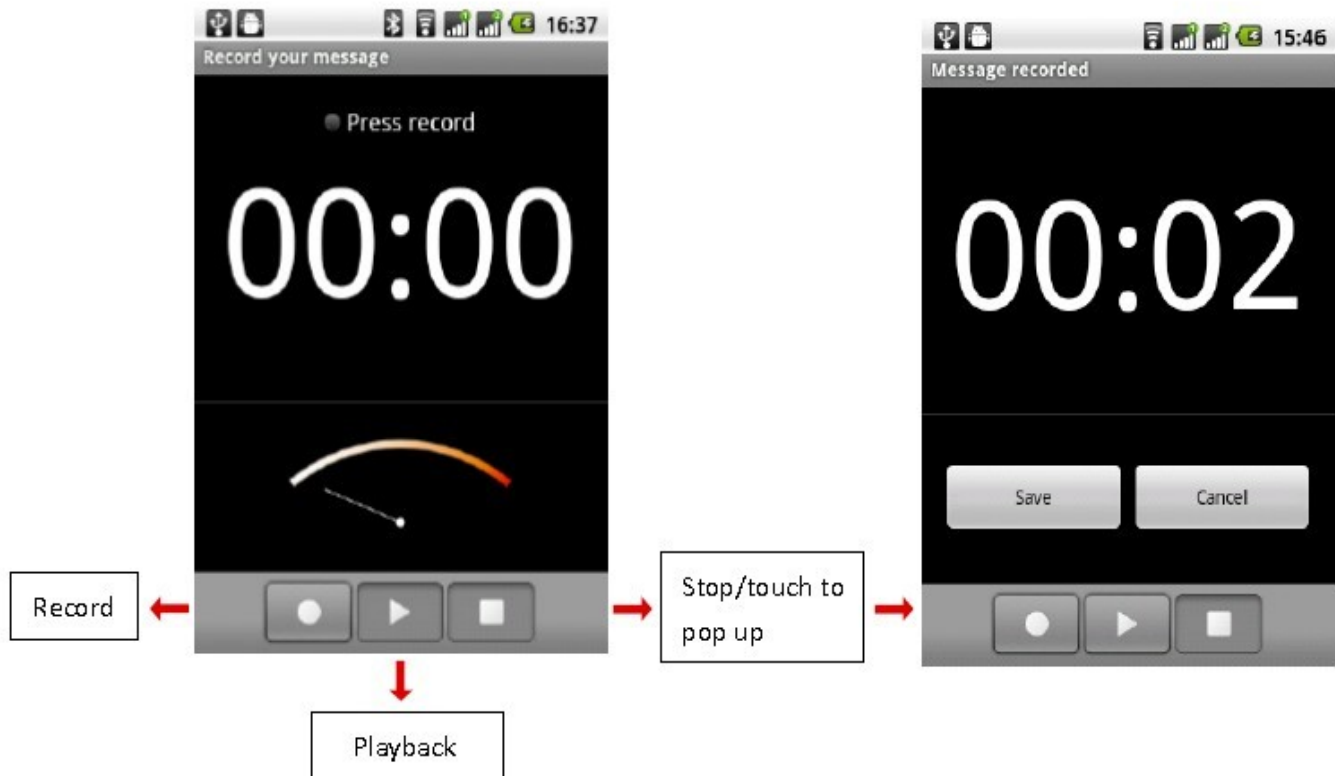 16:37
Record your message
Press record
00:00
Record
Playback
Stop/touch to
pop up
15:46
Message recorded
00:02
Save
Cancel